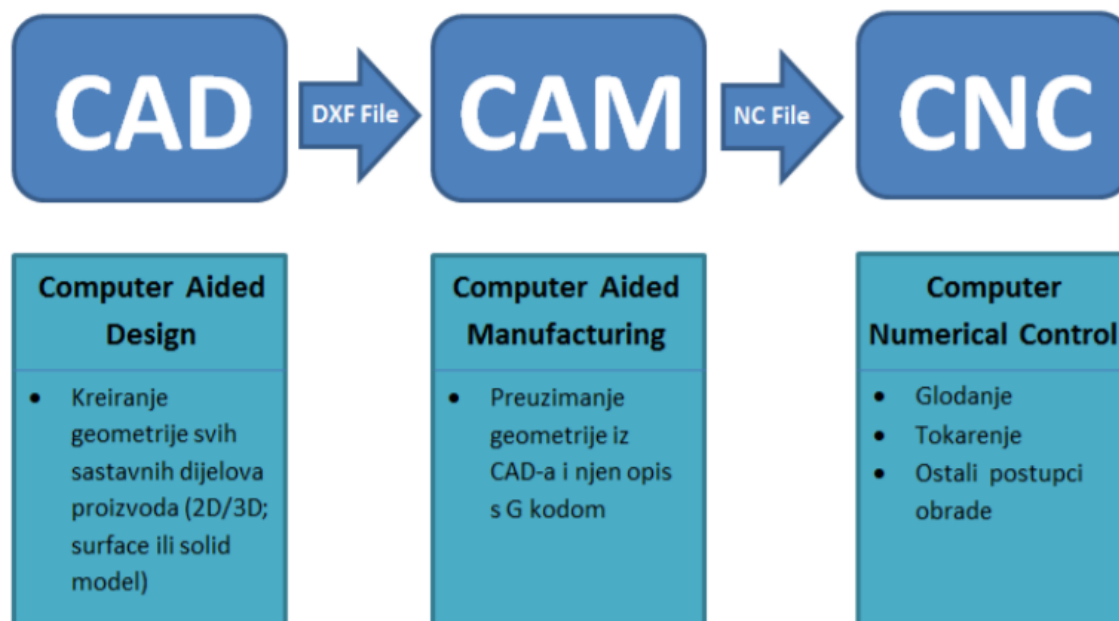 CAD
DXF File
CAM
NC File
CNC
Computer Aided
Design
• Kreiranje
geometrije svih
sastavnih dijelova
proizvoda (2D/3D;
surface ili solid
model)
Computer Aided
Manufacturing
• Preuzimanje
geometrije iz
CAD-a i njen opis
s G kodom
Computer
Numerical Control
• Glodanje
• Tokarenje
• Ostali postupci
obrade